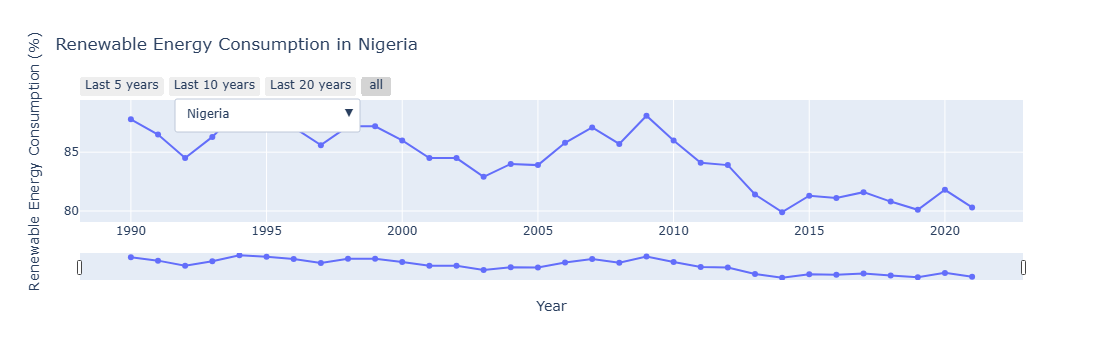 Renewable Energy Consumption in Nigeria
Last 5 years Last 10 years Last 20 years all
Nigeria ▼
Renewable Energy Consumption (%)
85
80
1990 1995 2000 2005 2010 2015 2020
Year